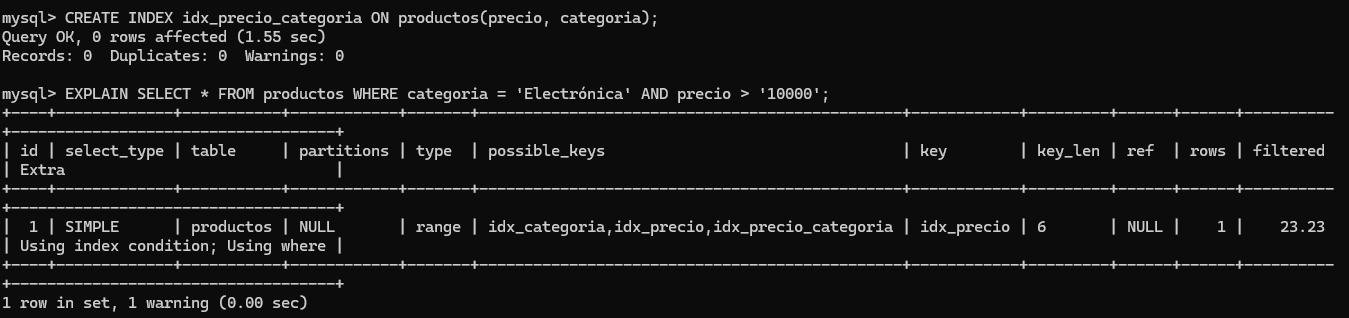 mysql> CREATE INDEX idx_precio_categoria ON productos(precio, categoria);
Query OK, 0 rows affected (1.55 sec)
Records: 0  Duplicates: 0  Warnings: 0

mysql> EXPLAIN SELECT * FROM productos WHERE categoria = 'Electrónica' AND precio > '10000';
+----+-------------+-----------+------------+-------+---------------------------------------------+------------+---------+------+------+----------
+-----------------------------------+
| id | select_type | table     | partitions | type  | possible_keys                               | key        | key_len | ref  | rows | filtered
| Extra                             |
+----+-------------+-----------+------------+-------+---------------------------------------------+------------+---------+------+------+----------
+-----------------------------------+
|  1 | SIMPLE      | productos | NULL       | range | idx_categoria,idx_precio,idx_precio_categoria | idx_precio | 6       | NULL |    1 |    23.23
| Using index condition; Using where |
+----+-------------+-----------+------------+-------+---------------------------------------------+------------+---------+------+------+----------
+-----------------------------------+
1 row in set, 1 warning (0.00 sec)